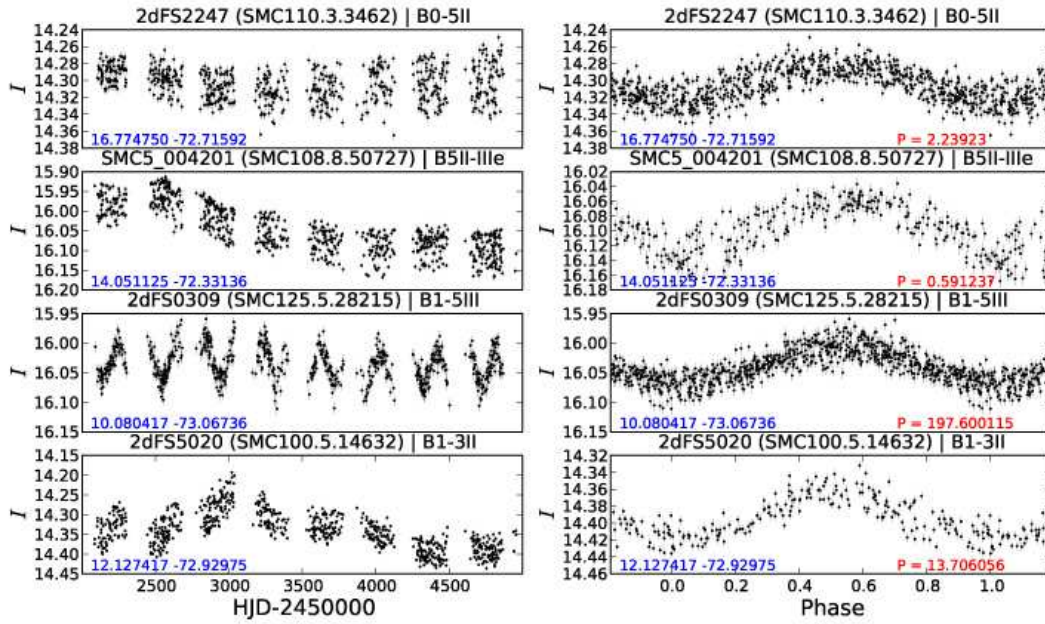 2dFS2247 (SMC110.3.3462) | B0-5II
2dFS2247 (SMC110.3.3462) | B0-5II
14.24
14.26
14.28
14.30
14.32
14.34
14.36
14.38
I
16.774750 -72.71592
14.24
14.26
14.28
14.30
14.32
14.34
14.36
14.38
I
16.774750 -72.71592
P = 2.23923
SMC5_004201 (SMC108.8.50727) | B5II-IIIe
SMC5_004201 (SMC108.8.50727) | B5II-IIIe
15.90
15.95
16.00
16.05
16.10
16.15
16.20
I
14.051125 -72.33136
16.02
16.04
16.06
16.08
16.10
16.12
16.14
16.16
16.18
I
14.051125 -72.33136
P = 0.591237
2dFS0309 (SMC125.5.28215) | B1-5III
2dFS0309 (SMC125.5.28215) | B1-5III
15.95
16.00
16.05
16.10
16.15
I
10.080417 -73.06736
15.95
16.00
16.05
16.10
16.15
I
10.080417 -73.06736
P = 197.600115
2dFS5020 (SMC100.5.14632) | B1-3II
2dFS5020 (SMC100.5.14632) | B1-3II
14.15
14.20
14.25
14.30
14.35
14.40
14.45
I
12.127417 -72.92975
14.32
14.34
14.36
14.38
14.40
14.42
14.44
14.46
I
12.127417 -72.92975
P = 13.706056
2500 3000 3500 4000 4500
0.0 0.2 0.4 0.6 0.8 1.0
HJD-2450000
Phase